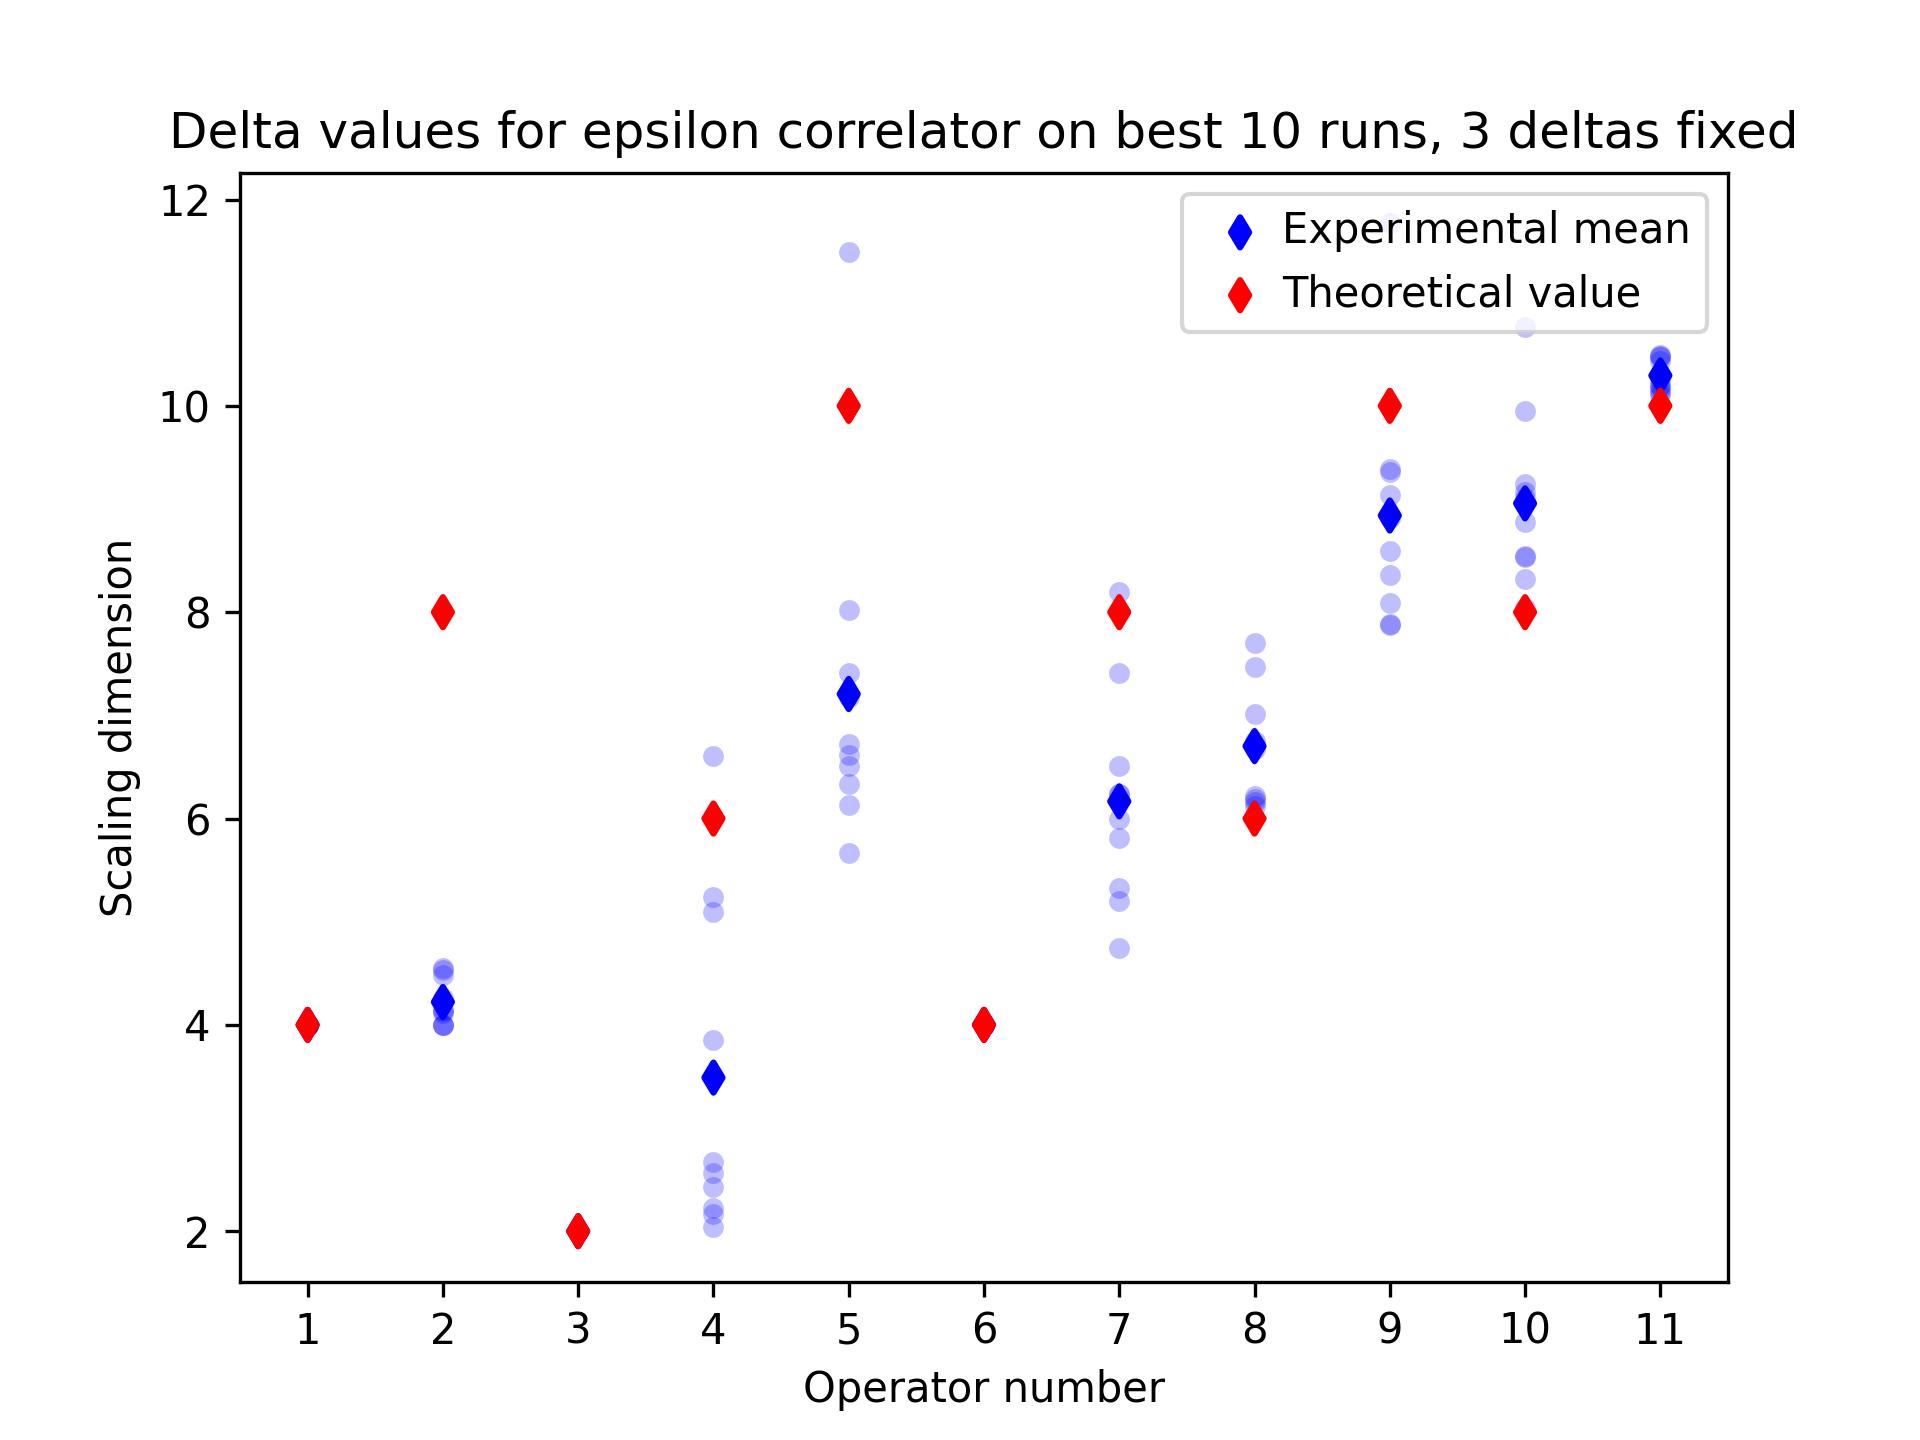 Delta values for epsilon correlator on best 10 runs, 3 deltas fixed
Experimental mean
Theoretical value
Scaling dimension
12
10
8
6
4
2
1 2 3 4 5 6 7 8 9 10 11
Operator number